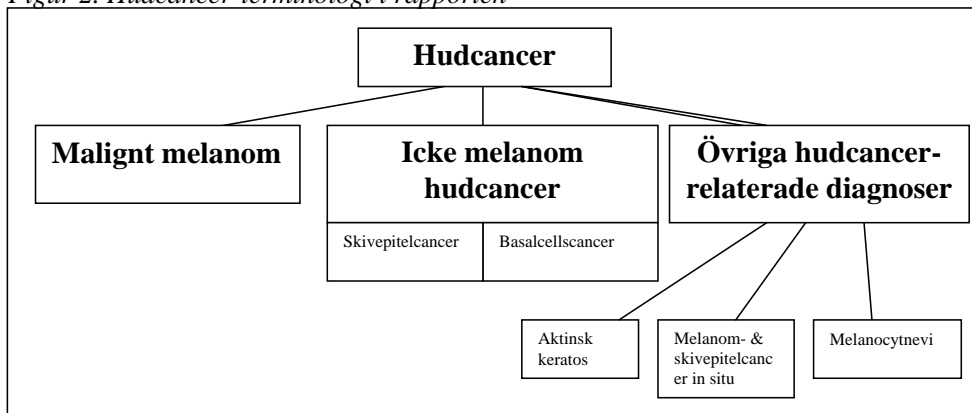 Figur 2. Hudcancer terminologi i rapporten
Hudcancer
Malignt melanom
Icke melanom
hudcancer
Övriga hudcancer-
relaterade diagnoser
Skivepitelcancer
Basalcellscancer
Aktinsk
keratos
Melanom- &
skivepitelcanc
er in situ
Melanocytnevi